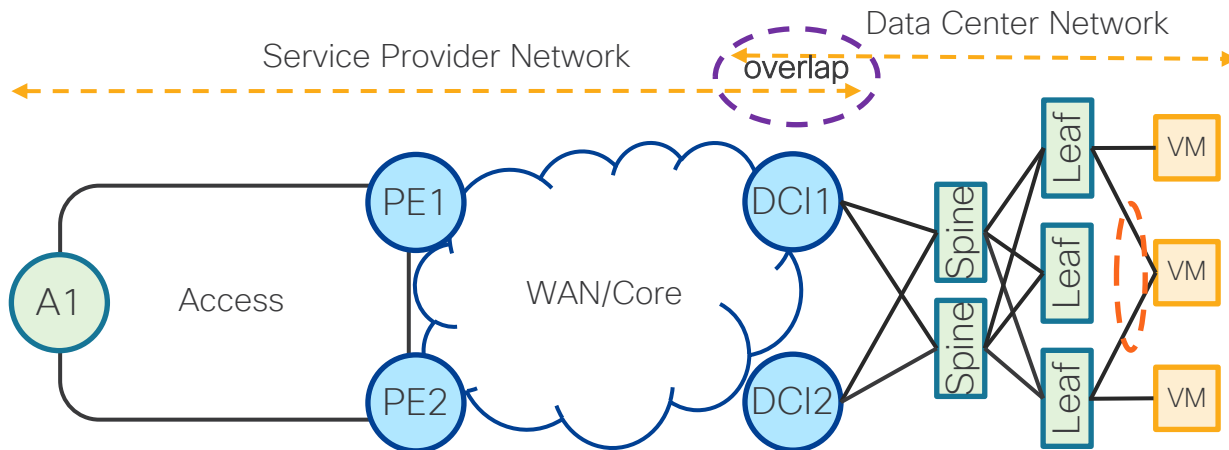 Data Center Network
Service Provider Network
overlap
Leaf
VM
PE1
DCI1
Spine
A1
Access
WAN/Core
Leaf
VM
Spine
PE2
DCI2
Leaf
VM